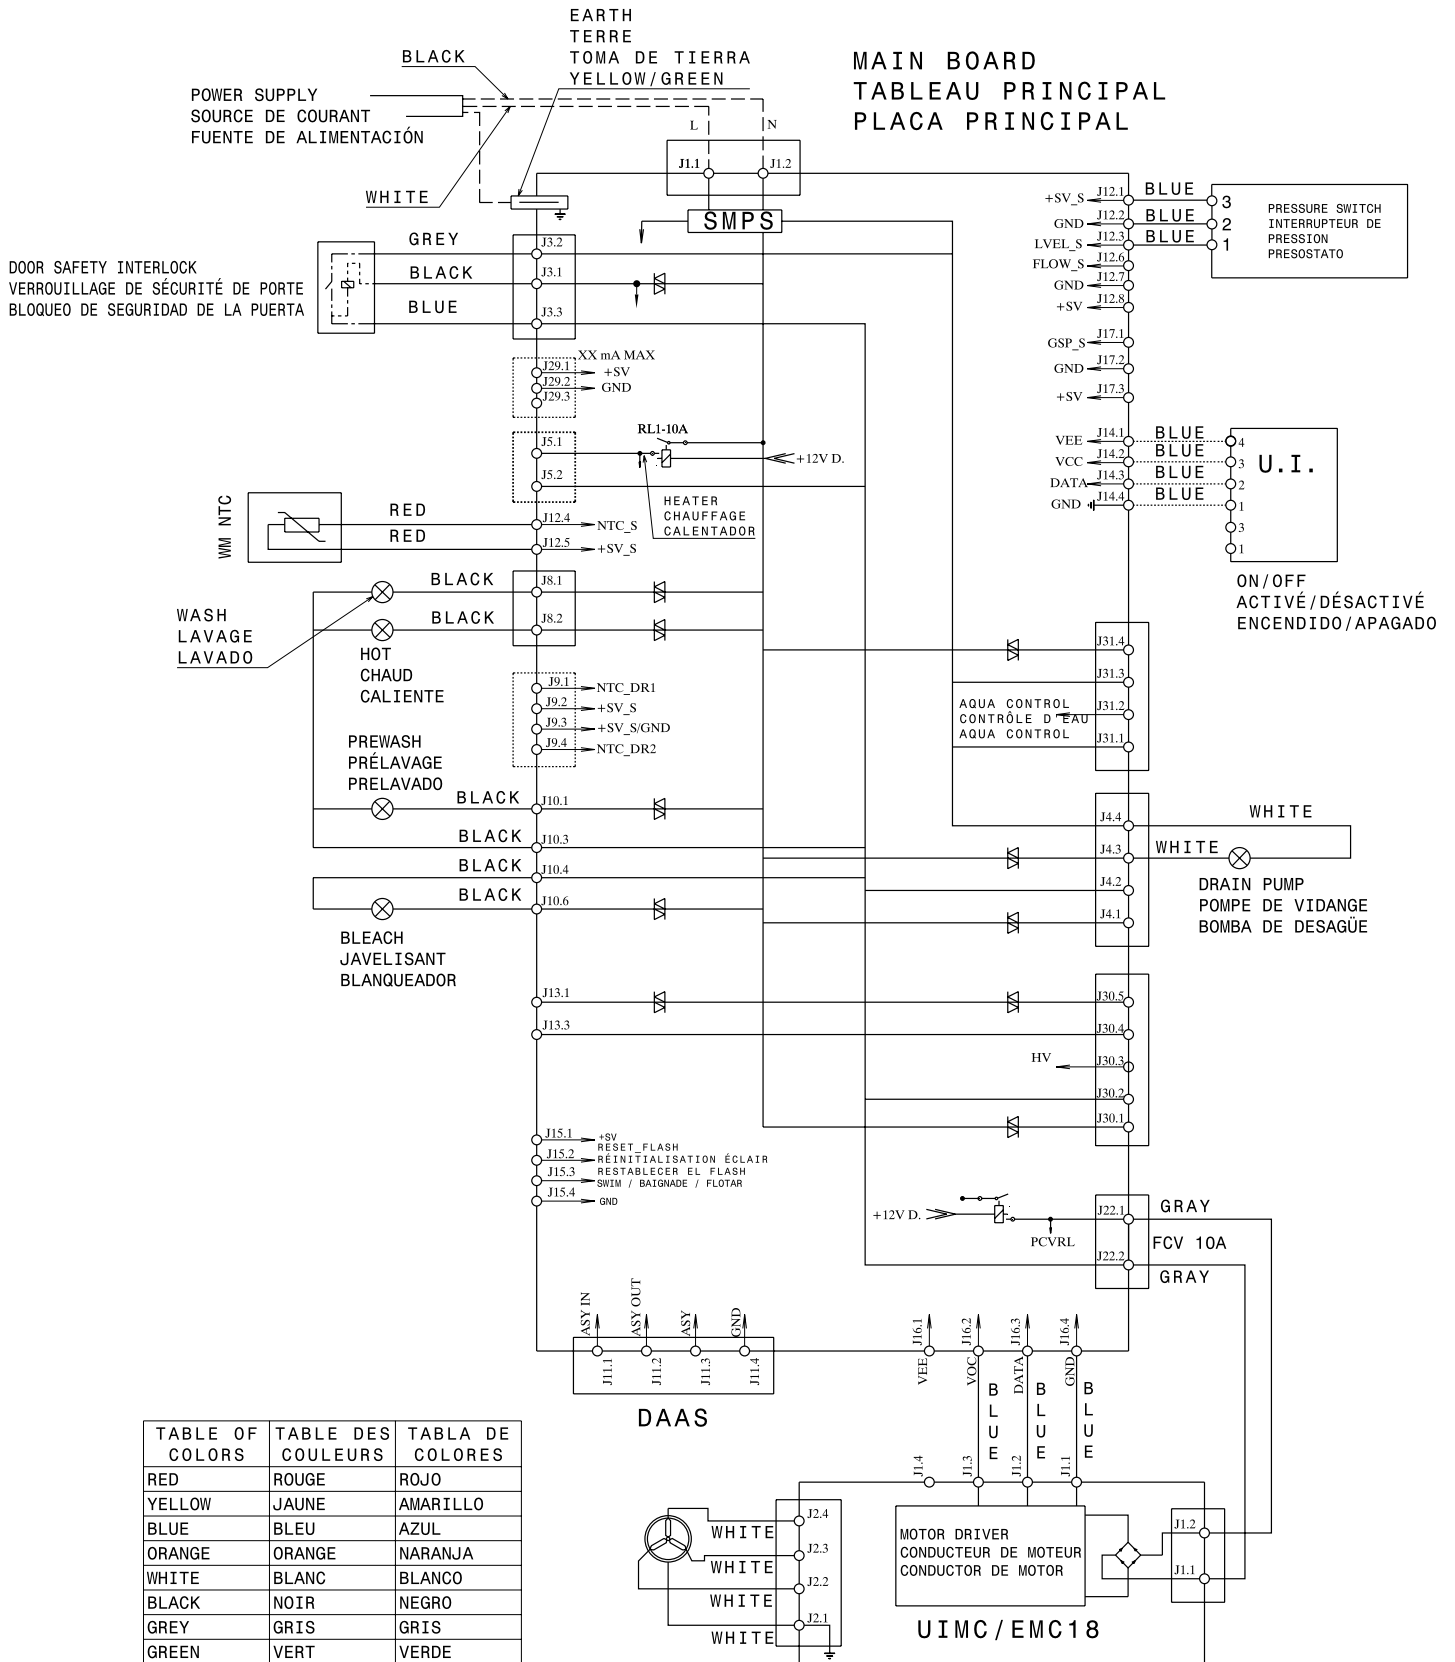 EARTH
TERRE
TOMA DE TIERRA
YELLOW/GREEN
BLACK
MAIN BOARD
TABLEAU PRINCIPAL
PLACA PRINCIPAL
POWER SUPPLY
SOURCE DE COURANT
FUENTE DE ALIMENTACIÓN
L
N
J1.1
J1.2
WHITE
SMPS
J12.1
+SV_S
BLUE
3
J12.2
GND
BLUE
2
J12.3
LVEL_S
BLUE
1
PRESSURE SWITCH
INTERRUPTEUR DE
PRESSION
PRESOSTATO
J12.6
FLOW_S
J12.7
GND
J12.8
+SV
J17.1
GSP_S
J17.2
GND
J17.3
+SV
DOOR SAFETY INTERLOCK
VERROUILLAGE DE SÉCURITÉ DE PORTE
BLOQUEO DE SEGURIDAD DE LA PUERTA
GREY
J3.2
BLACK
J3.1
BLUE
J3.3
XX mA MAX
J29.1
+SV
J29.2
GND
J29.3
RL1-10A
J5.1
+12V D.
J5.2
HEATER
CHAUFFAGE
CALENTADOR
J14.1
VEE
BLUE
4
J14.2
VCC
BLUE
3
J14.3
DATA
BLUE
2
J14.4
GND
BLUE
1
3
1
U.I.
ON/OFF
ACTIVÉ/DÉSACTIVÉ
ENCENDIDO/APAGADO
WM NTC
RED
J12.4
NTC_S
RED
J12.5
+SV_S
BLACK
J8.1
BLACK
J8.2
WASH
LAVAGE
LAVADO
HOT
CHAUD
CALIENTE
J9.1
NTC_DR1
J9.2
+SV_S
J9.3
+SV_S/GND
J9.4
NTC_DR2
J31.4
J31.3
J31.2
J31.1
AQUA CONTROL
CONTRÔLE D'EAU
AQUA CONTROL
PREWASH
PRÉLAVAGE
PRELAVADO
BLACK
J10.1
BLACK
J10.3
BLACK
J10.4
BLACK
J10.6
BLEACH
JAVELISANT
BLANQUEADOR
J4.4
WHITE
J4.3
WHITE
J4.2
J4.1
DRAIN PUMP
POMPE DE VIDANGE
BOMBA DE DESAGÜE
J13.1
J13.3
J30.5
J30.4
HV
J30.3
J30.2
J30.1
J15.1
+SV
RESET_FLASH
J15.2
RÉINITIALISATION ÉCLAIR
RESTABLECER EL FLASH
J15.3
SWIM / BAIGNADE / FLOTAR
J15.4
GND
+12V D.
PCVRL
J22.1
GRAY
FCV 10A
J22.2
GRAY
ASY IN
ASY OUT
ASY
GND
J11.1
J11.2
J11.3
J11.4
DAAS
J16.1
J16.2
J16.3
J16.4
VEE
VOC
DATA
GND
BLUE
BLUE
BLUE
J1.4
J1.3
J1.2
J1.1
MOTOR DRIVER
CONDUCTEUR DE MOTEUR
CONDUCTOR DE MOTOR
J1.2
J1.1
UIMC/EMC18
WHITE
J2.4
WHITE
J2.3
WHITE
J2.2
WHITE
J2.1
TABLE OF COLORS TABLE DES COULEURS TABLA DE COLORES
RED ROUGE ROJO
YELLOW JAUNE AMARILLO
BLUE BLEU AZUL
ORANGE ORANGE NARANJA
WHITE BLANC BLANCO
BLACK NOIR NEGRO
GREY GRIS GRIS
GREEN VERT VERDE